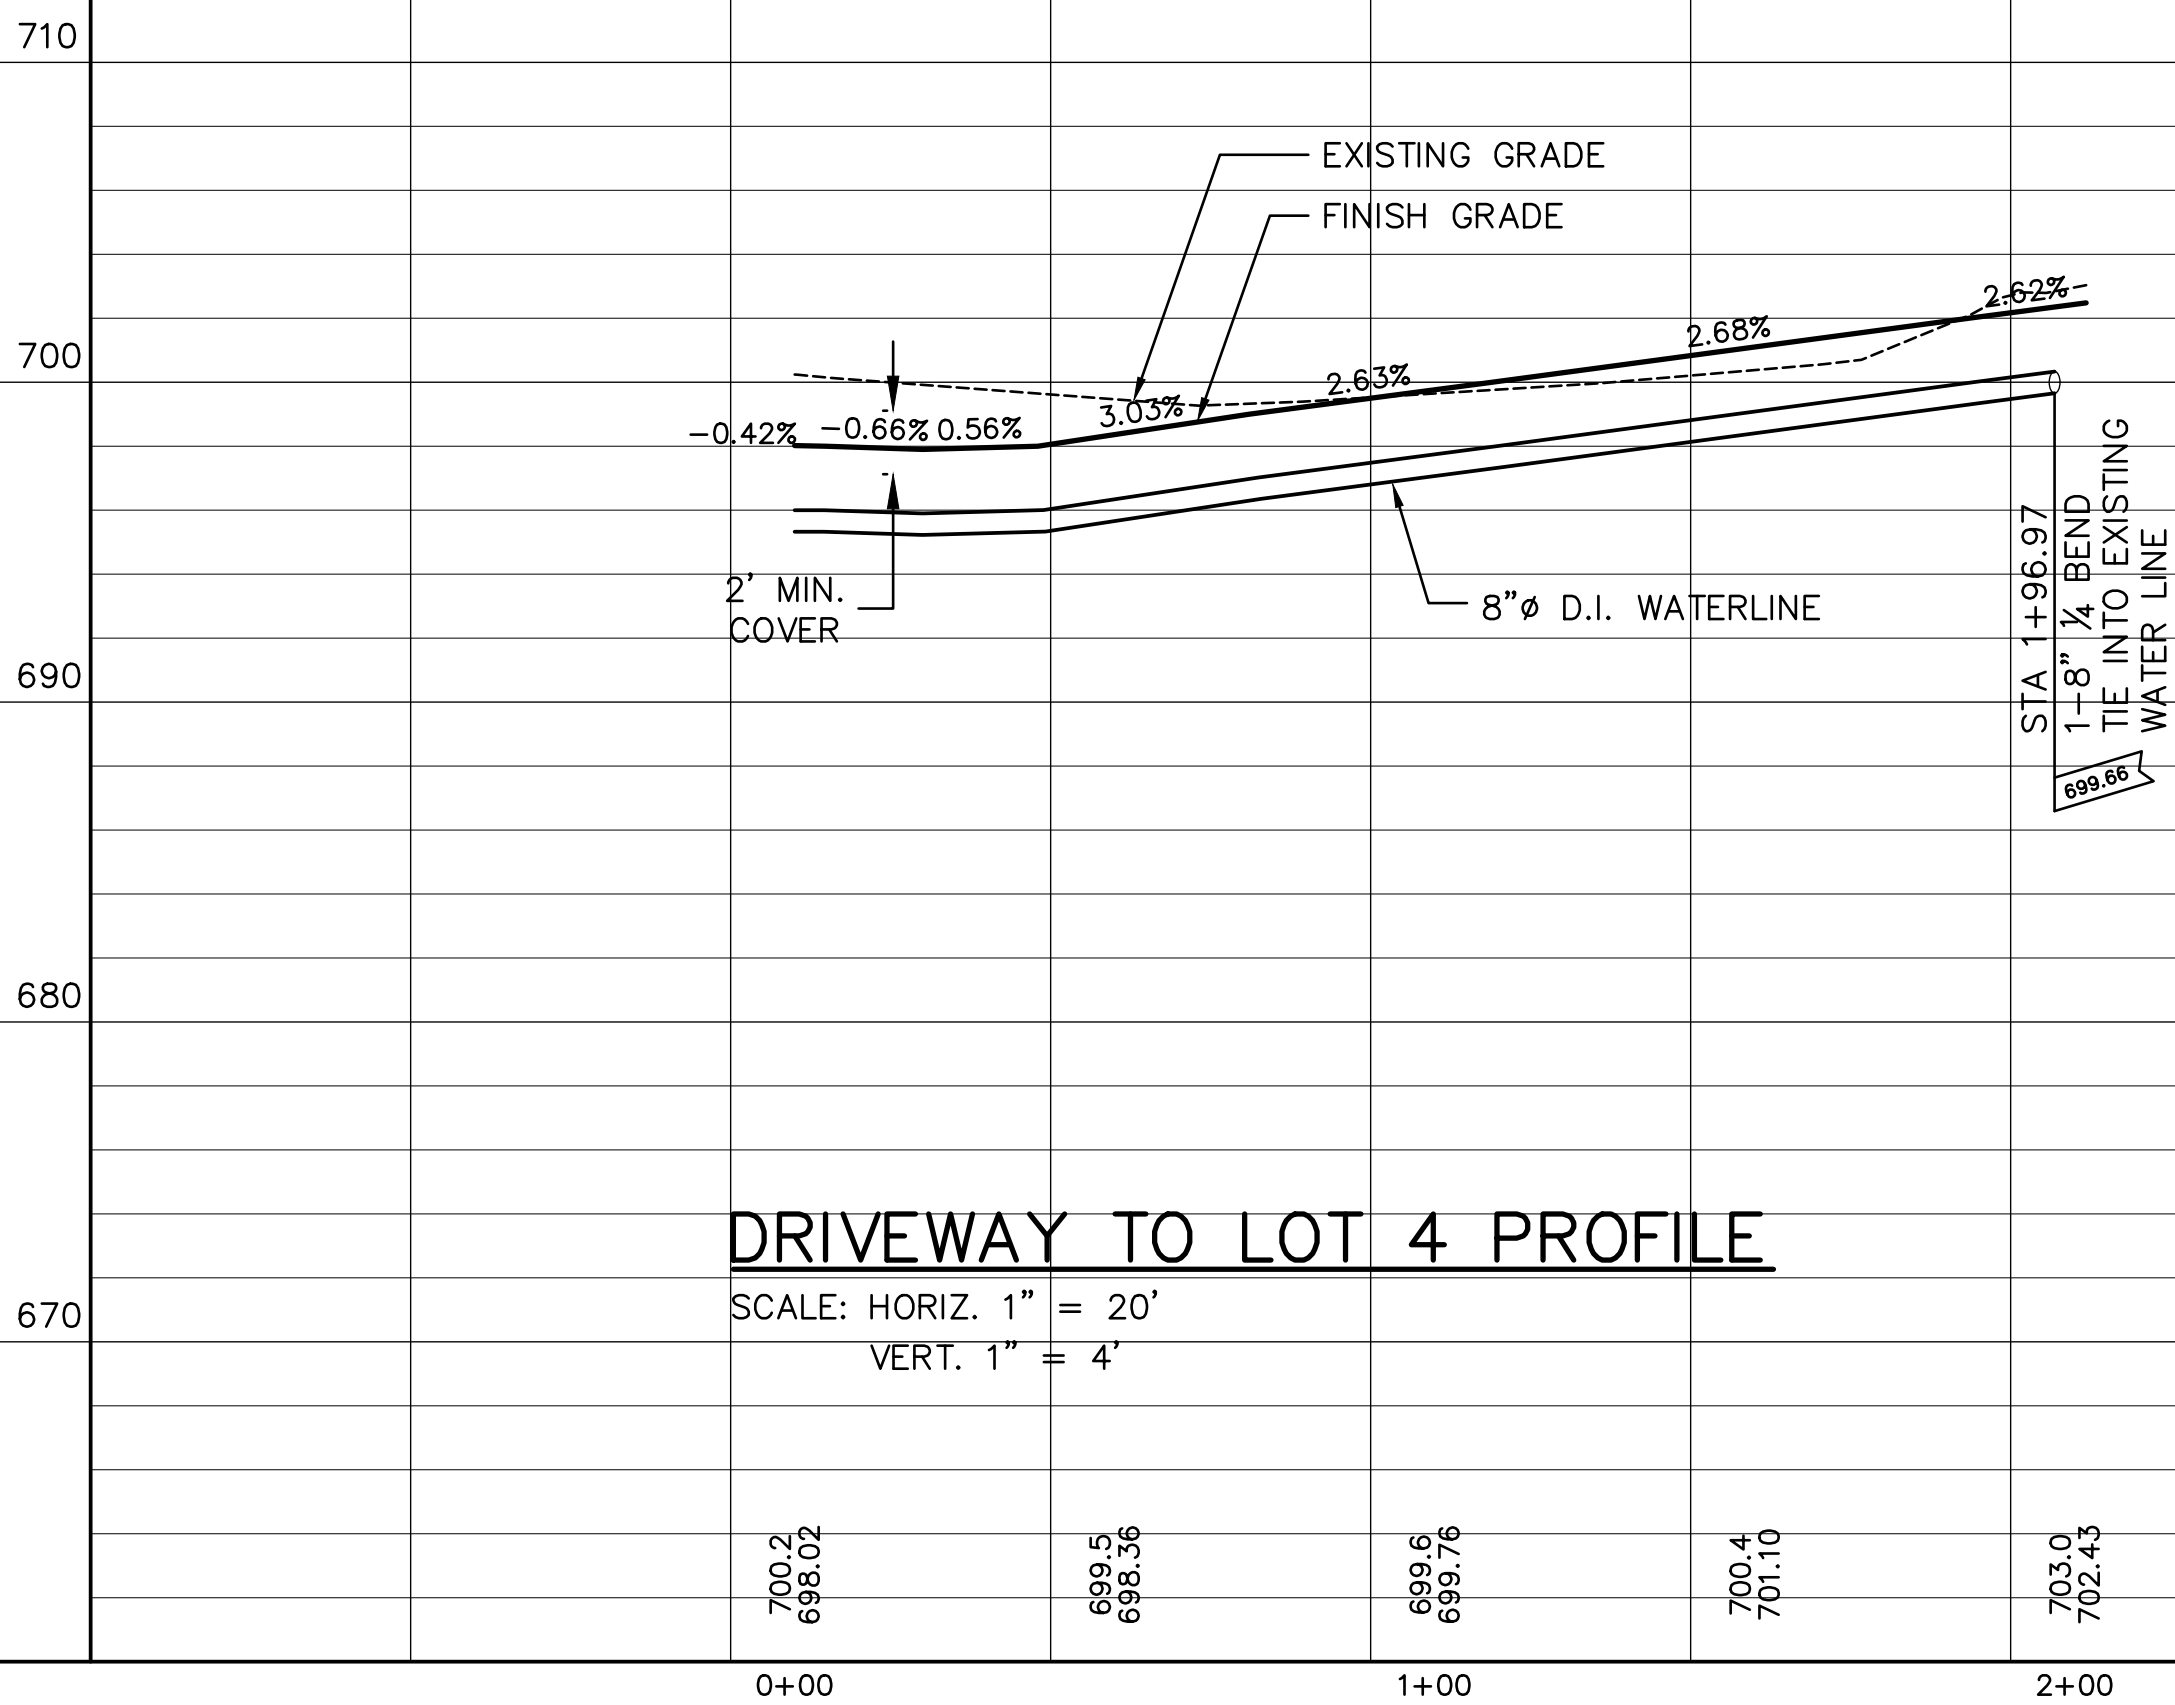 710
EXISTING GRADE
FINISH GRADE
2.62%
2.68%
700
2.63%
3.03%
-0.42%
-0.66%
0.56%
2' MIN.
COVER
8"ø D.I. WATERLINE
STA 1+96.97
1-8" ¼ BEND
TIE INTO EXISTING
WATER LINE
690
699.66
680
DRIVEWAY TO LOT 4 PROFILE
SCALE: HORIZ. 1" = 20'
VERT. 1" = 4'
670
700.2
698.02
699.5
698.36
699.6
699.76
700.4
701.10
703.0
702.43
0+00
1+00
2+00